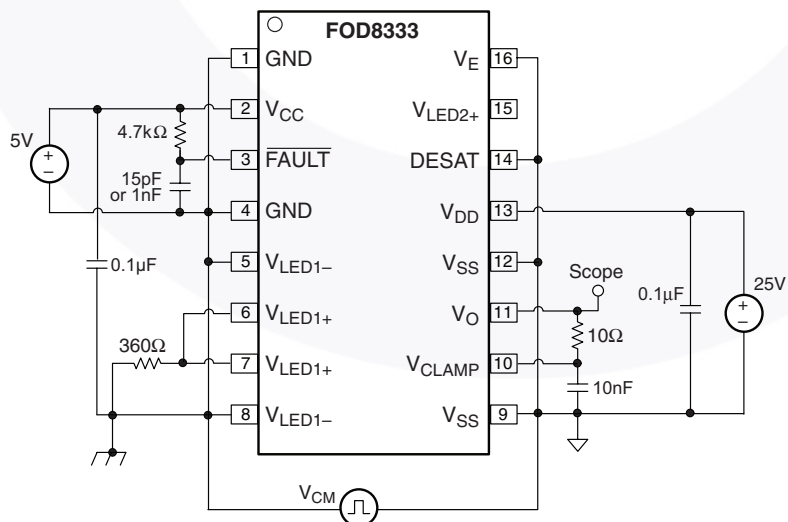 FOD8333
1 GND
2 VCC
3 FAULT
4 GND
5 VLED1–
6 VLED1+
7 VLED1+
8 VLED1–
VE 16
VLED2+ 15
DESAT 14
VDD 13
VSS 12
VO 11
VCLAMP 10
VSS 9
5V
+
–
4.7kΩ
15pF
or 1nF
0.1µF
360Ω
Scope
10Ω
10nF
0.1µF
25V
+
–
VCM